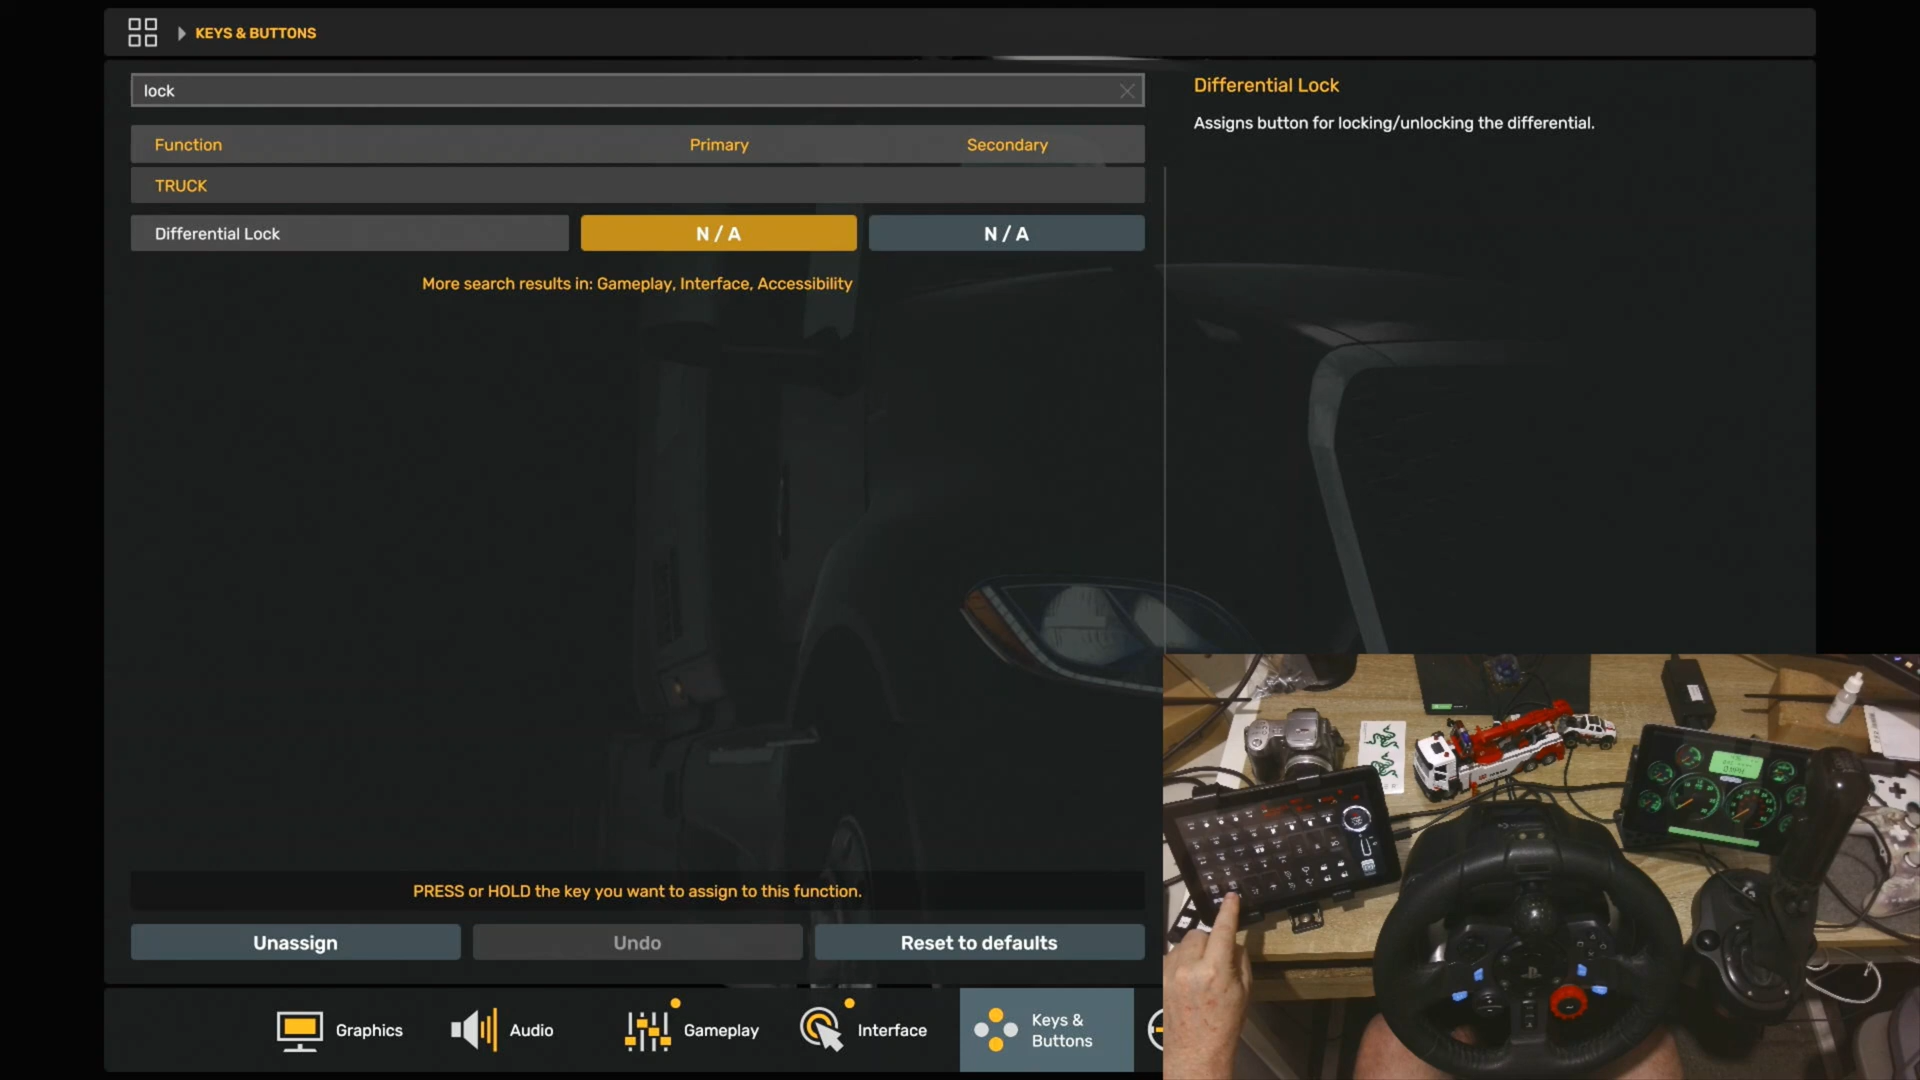 KEYS & BUTTONS
lock
Function Primary Secondary
TRUCK
Differential Lock N / A N / A
More search results in: Gameplay, Interface, Accessibility
Differential Lock
Assigns button for locking/unlocking the differential.
PRESS or HOLD the key you want to assign to this function.
Unassign Undo Reset to defaults
Graphics Audio Gameplay Interface Keys &
Buttons